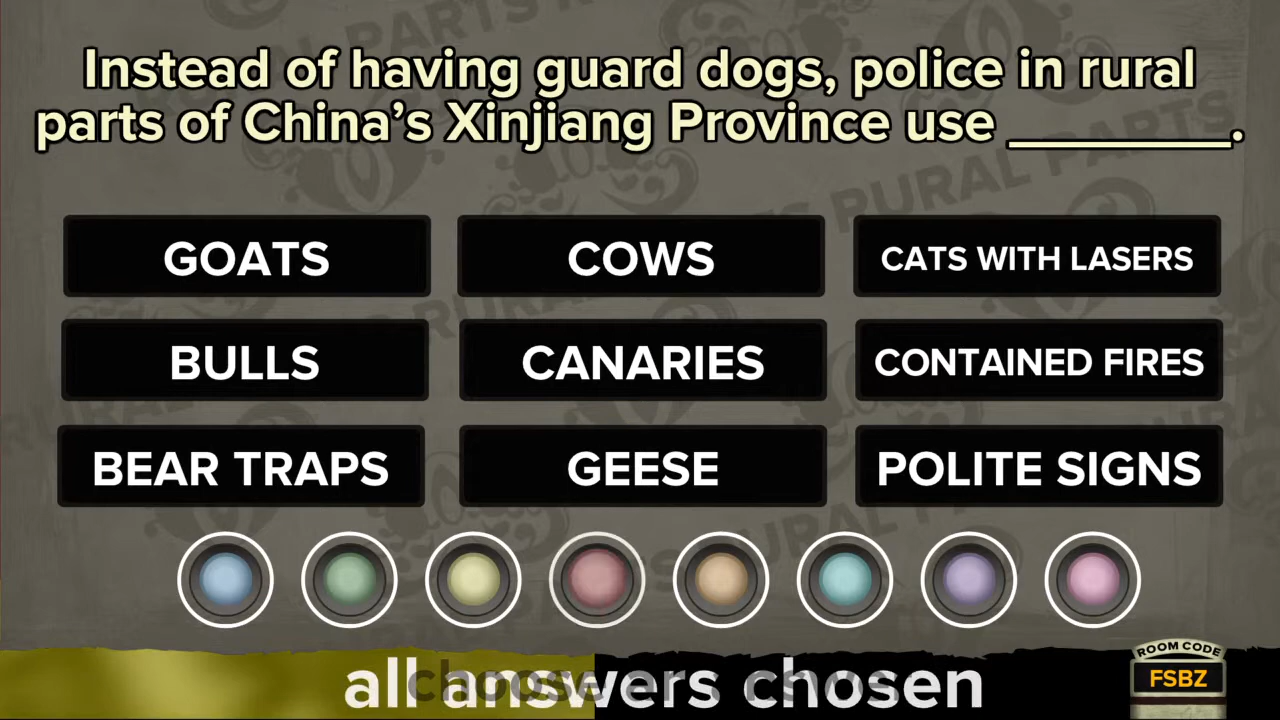 Instead of having guard dogs, police in rural
parts of China's Xinjiang Province use ________.
GOATS
COWS
CATS WITH LASERS
BULLS
CANARIES
CONTAINED FIRES
BEAR TRAPS
GEESE
POLITE SIGNS
all answers chosen
ROOM CODE
FSBZ